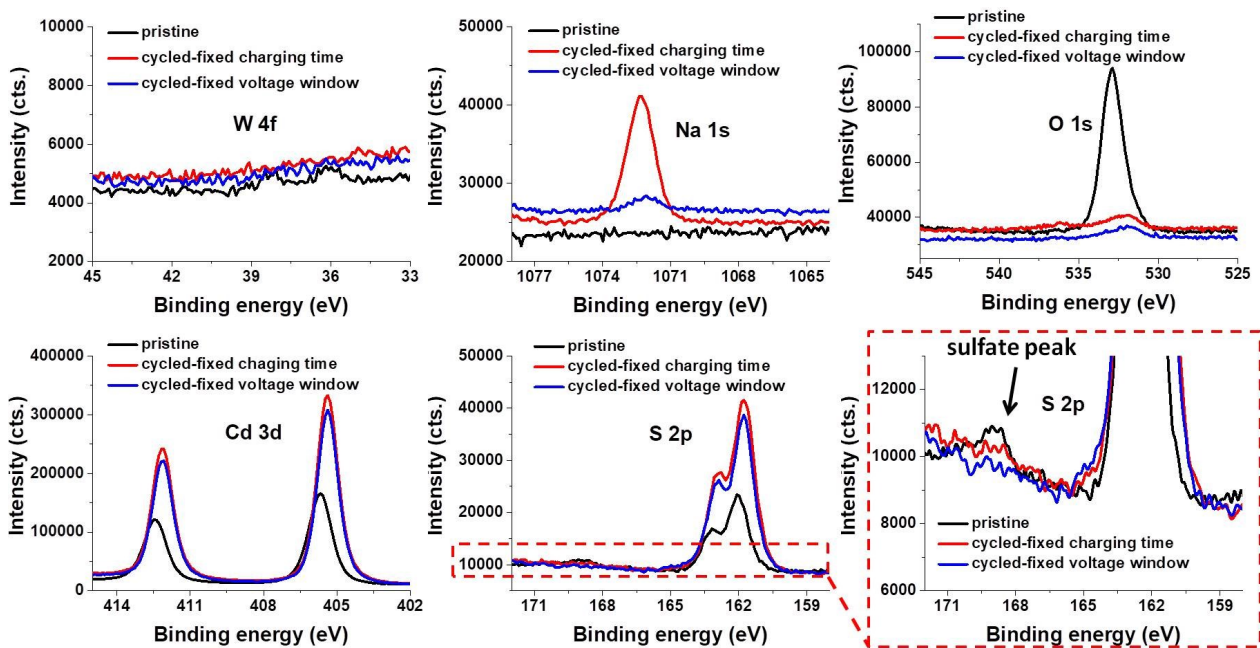 10000
8000
6000
4000
2000
Intensity (cts.)
pristine
cycled-fixed charging time
cycled-fixed voltage window
W 4f
45 42 39 36 33
Binding energy (eV)
50000
40000
30000
20000
Intensity (cts.)
pristine
cycled-fixed charging time
cycled-fixed voltage window
Na 1s
1077 1074 1071 1068 1065
Binding energy (eV)
100000
80000
60000
40000
Intensity (cts.)
pristine
cycled-fixed charging time
cycled-fixed voltage window
O 1s
545 540 535 530 525
Binding energy (eV)
400000
300000
200000
100000
0
Intensity (cts.)
pristine
cycled-fixed chaging time
cycled-fixed voltage window
Cd 3d
414 411 408 405 402
Binding energy (eV)
50000
40000
30000
20000
10000
Intensity (cts.)
pristine
cycled-fixed charging time
cycled-fixed voltage window
S 2p
171 168 165 162 159
Binding energy (eV)
12000
10000
8000
6000
Intensity (cts.)
sulfate peak
S 2p
pristine
cycled-fixed charging time
cycled-fixed voltage window
171 168 165 162 159
Binding energy (eV)